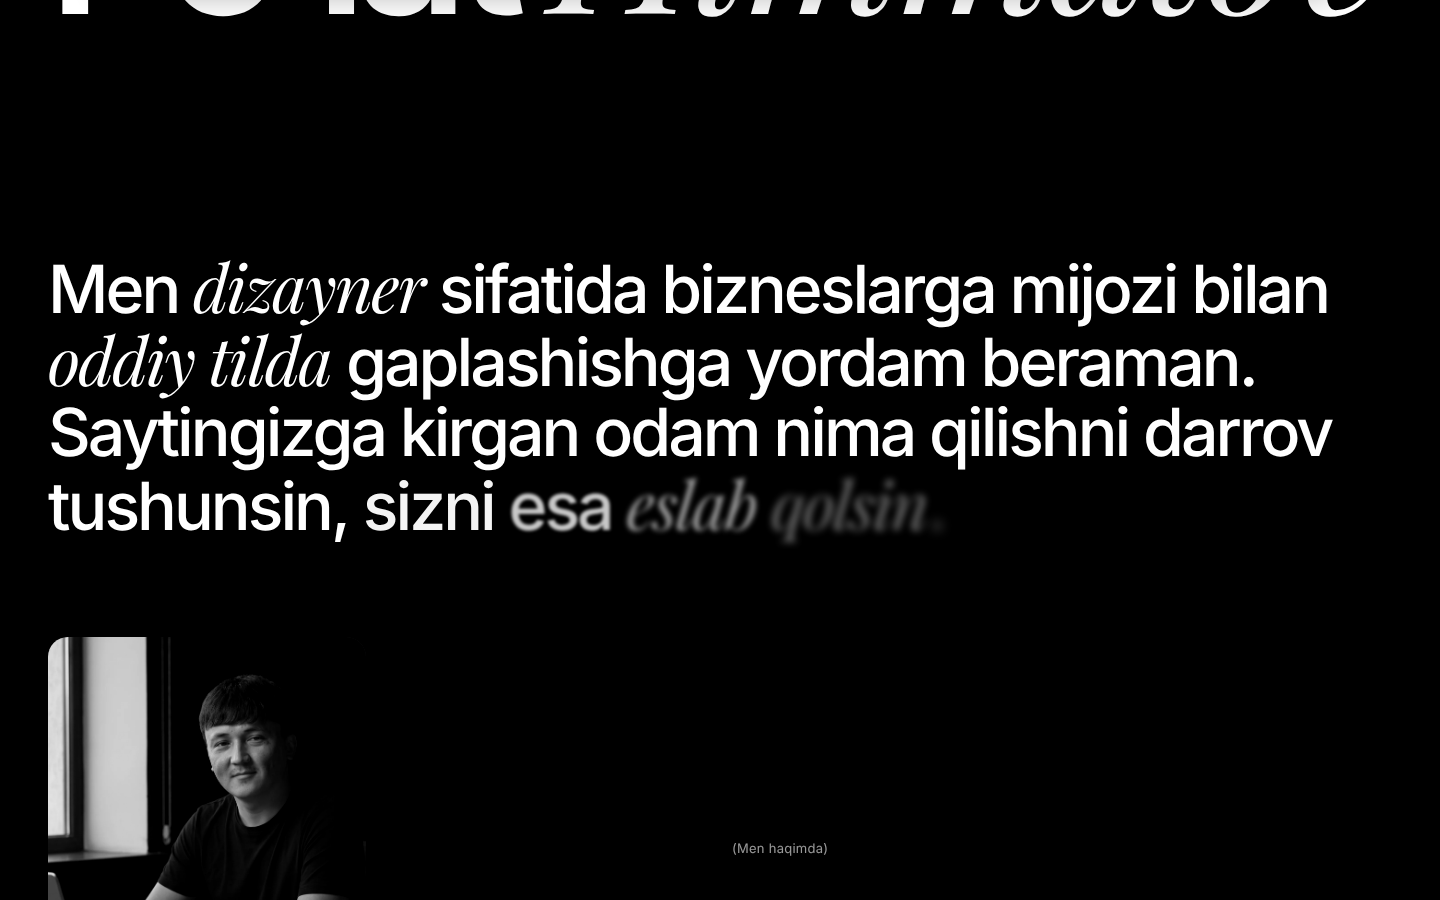 Men dizayner sifatida bizneslarga mijozi bilan
oddiy tilda gaplashishga yordam beraman.
Saytingizga kirgan odam nima qilishni darrov
tushunsin, sizni esa eslab qolsin.
(Men haqimda)